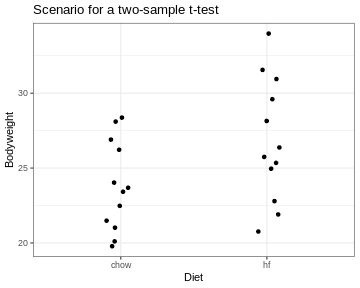 Scenario for a two-sample t-test
Bodyweight
30
25
20
chow
hf
Diet